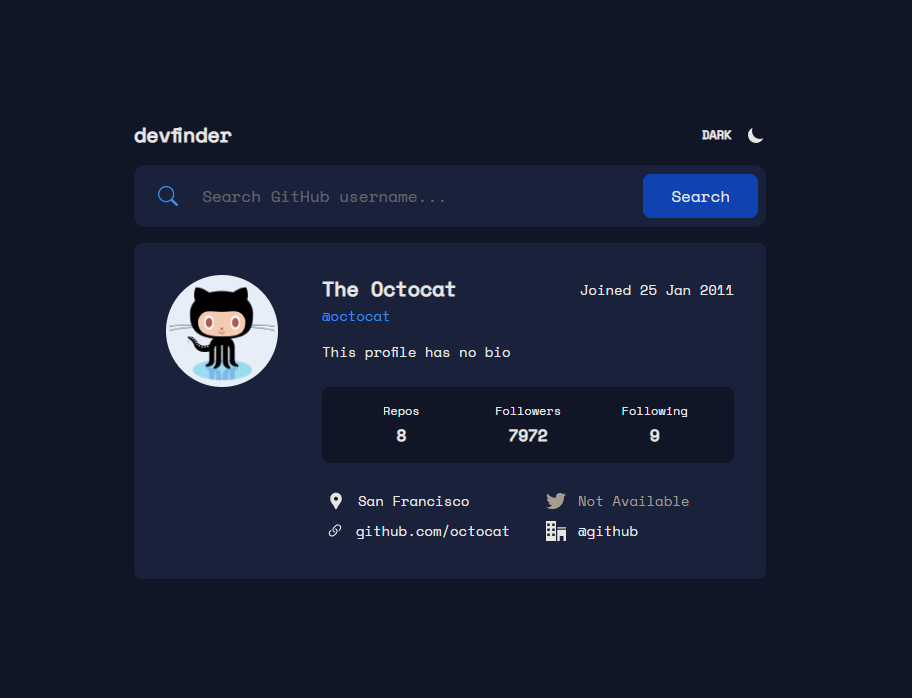 devfinder
DARK
Search GitHub username...
Search
The Octocat
Joined 25 Jan 2011
@octocat
This profile has no bio
Repos
Followers
Following
8
7972
9
San Francisco
Not Available
github.com/octocat
@github